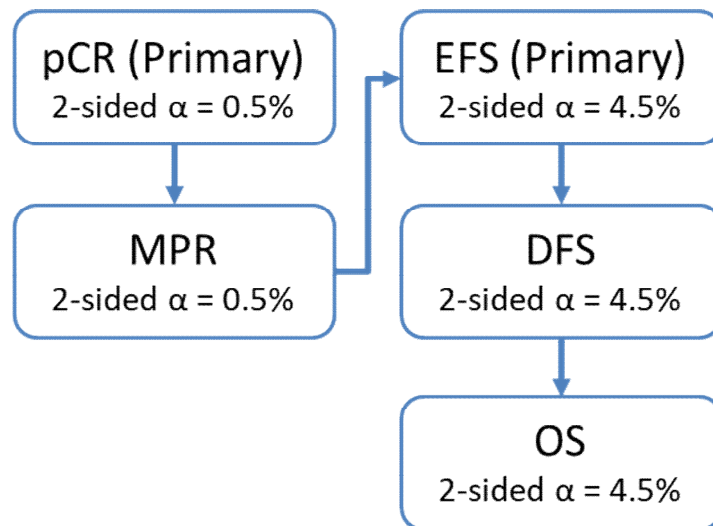 pCR (Primary)
2-sided α = 0.5%
MPR
2-sided α = 0.5%
EFS (Primary)
2-sided α = 4.5%
DFS
2-sided α = 4.5%
OS
2-sided α = 4.5%